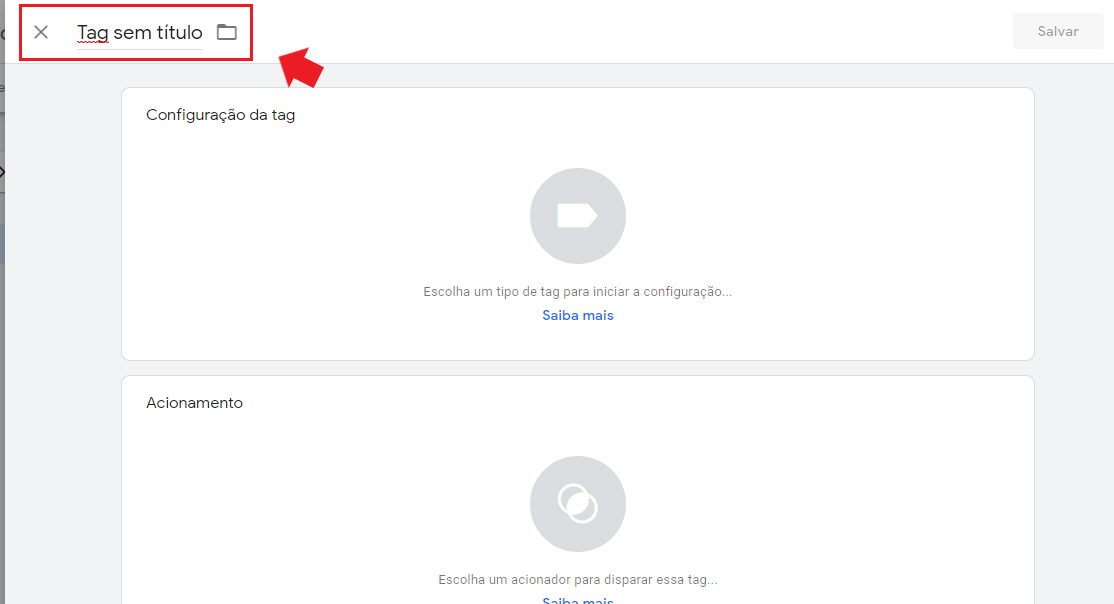 Tag sem título
Salvar
Configuração da tag
Escolha um tipo de tag para iniciar a configuração...
Saiba mais
Acionamento
Escolha um acionador para disparar essa tag...
Saiba mais